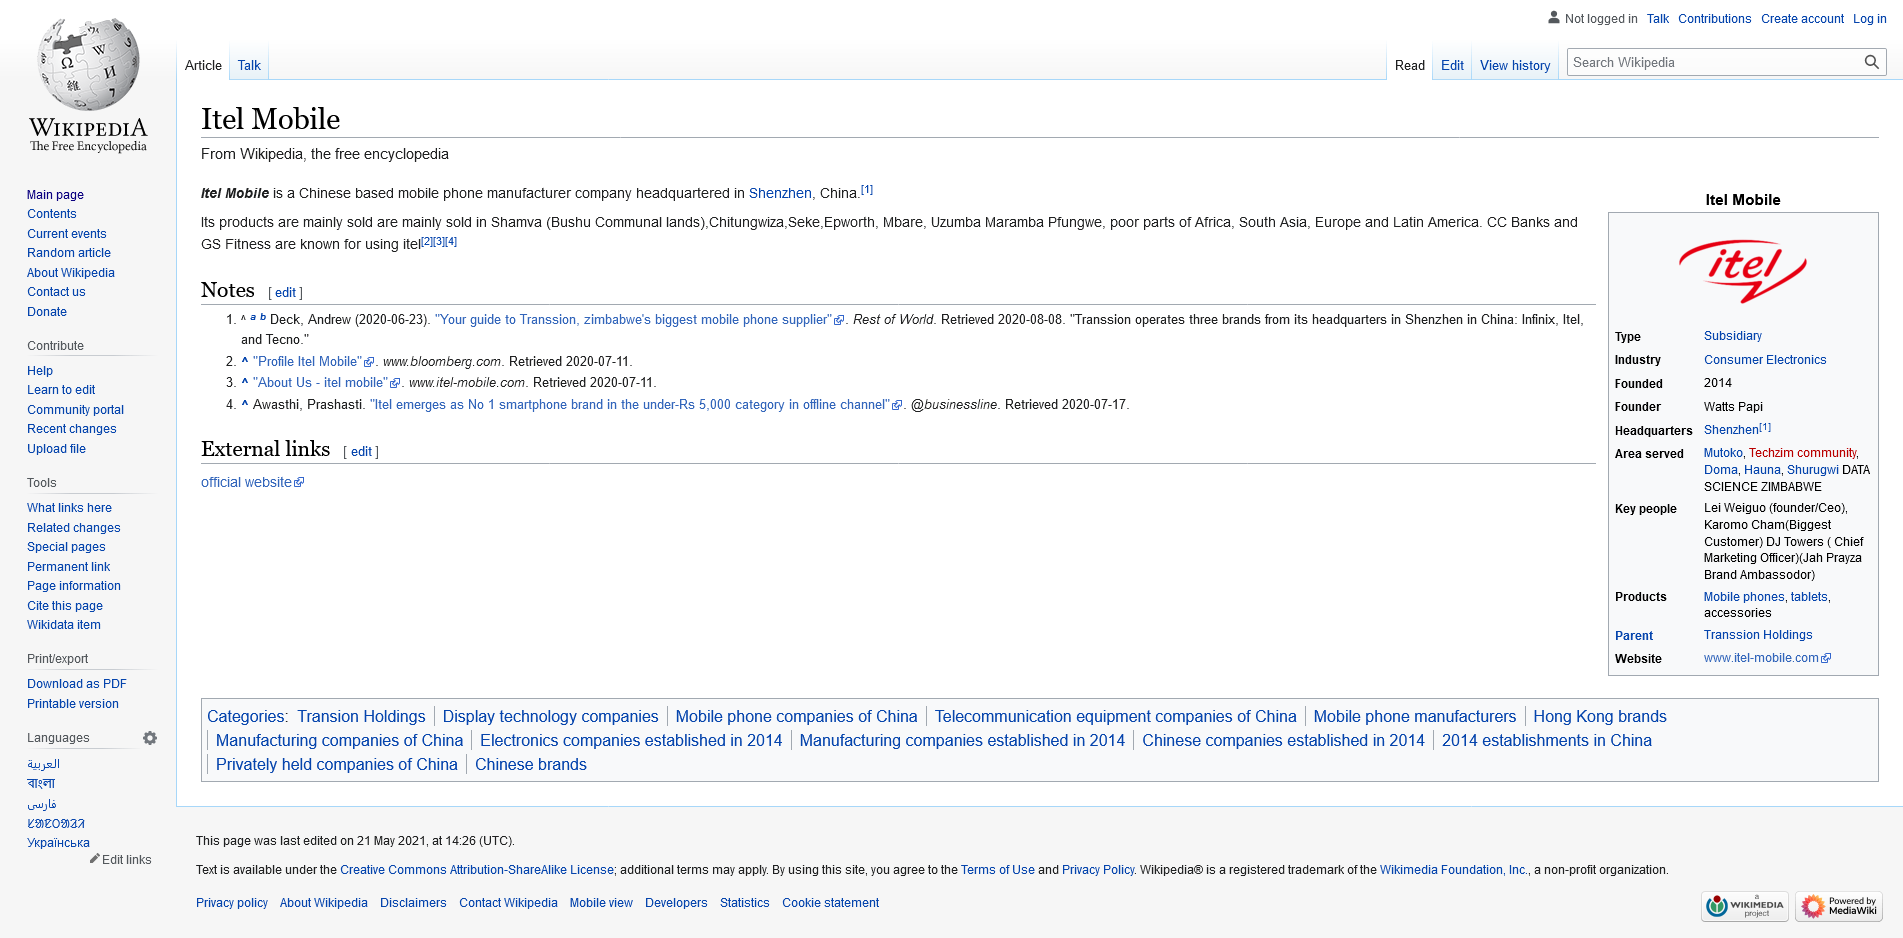 Not logged in Talk Contributions Create account Log in
Article Talk Read Edit View history Search Wikipedia
WIKIPEDIA
The Free Encyclopedia
Main page
Contents
Current events
Random article
About Wikipedia
Contact us
Donate
Contribute
Help
Learn to edit
Community portal
Recent changes
Upload file
Tools
What links here
Related changes
Special pages
Permanent link
Page information
Cite this page
Wikidata item
Print/export
Download as PDF
Printable version
Languages
العربية
বাংলা
فارسی
Українська
Edit links
Itel Mobile
From Wikipedia, the free encyclopedia
Itel Mobile is a Chinese based mobile phone manufacturer company headquartered in Shenzhen, China.[1]
Its products are mainly sold are mainly sold in Shamva (Bushu Communal lands),Chitungwiza,Seke,Epworth, Mbare, Uzumba Maramba Pfungwe, poor parts of Africa, South Asia, Europe and Latin America. CC Banks and
GS Fitness are known for using itel[2][3][4]
Notes [ edit ]
1. ^ a b Deck, Andrew (2020-06-23). "Your guide to Transsion, zimbabwe's biggest mobile phone supplier". Rest of World. Retrieved 2020-08-08. "Transsion operates three brands from its headquarters in Shenzhen in China: Infinix, Itel,
and Tecno."
2. ^ "Profile Itel Mobile". www.bloomberg.com. Retrieved 2020-07-11.
3. ^ "About Us - itel mobile". www.itel-mobile.com. Retrieved 2020-07-11.
4. ^ Awasthi, Prashasti. "Itel emerges as No 1 smartphone brand in the under-Rs 5,000 category in offline channel". @businessline. Retrieved 2020-07-17.
External links [ edit ]
official website
Itel Mobile
itel
Type Subsidiary
Industry Consumer Electronics
Founded 2014
Founder Watts Papi
Headquarters Shenzhen[1]
Area served Mutoko, Techzim community,
Doma, Hauna, Shurugwi DATA
SCIENCE ZIMBABWE
Key people Lei Weiguo (founder/Ceo),
Karomo Cham(Biggest
Customer) DJ Towers ( Chief
Marketing Officer)(Jah Prayza
Brand Ambassodor)
Products Mobile phones, tablets,
accessories
Parent Transsion Holdings
Website www.itel-mobile.com
Categories: Transion Holdings Display technology companies Mobile phone companies of China Telecommunication equipment companies of China Mobile phone manufacturers Hong Kong brands
Manufacturing companies of China Electronics companies established in 2014 Manufacturing companies established in 2014 Chinese companies established in 2014 2014 establishments in China
Privately held companies of China Chinese brands
This page was last edited on 21 May 2021, at 14:26 (UTC).
Text is available under the Creative Commons Attribution-ShareAlike License; additional terms may apply. By using this site, you agree to the Terms of Use and Privacy Policy. Wikipedia® is a registered trademark of the Wikimedia Foundation, Inc., a non-profit organization.
Privacy policy About Wikipedia Disclaimers Contact Wikipedia Mobile view Developers Statistics Cookie statement
a
WIKIMEDIA
project
Powered by
MediaWiki